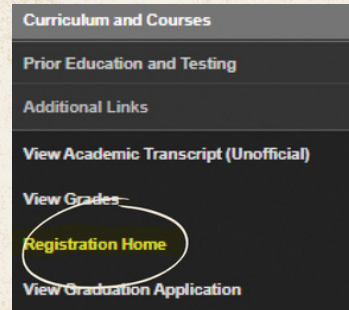 Curriculum and Courses
Prior Education and Testing
Additional Links
View Academic Transcript (Unofficial)
View Grades
Registration Home
View Graduation Application